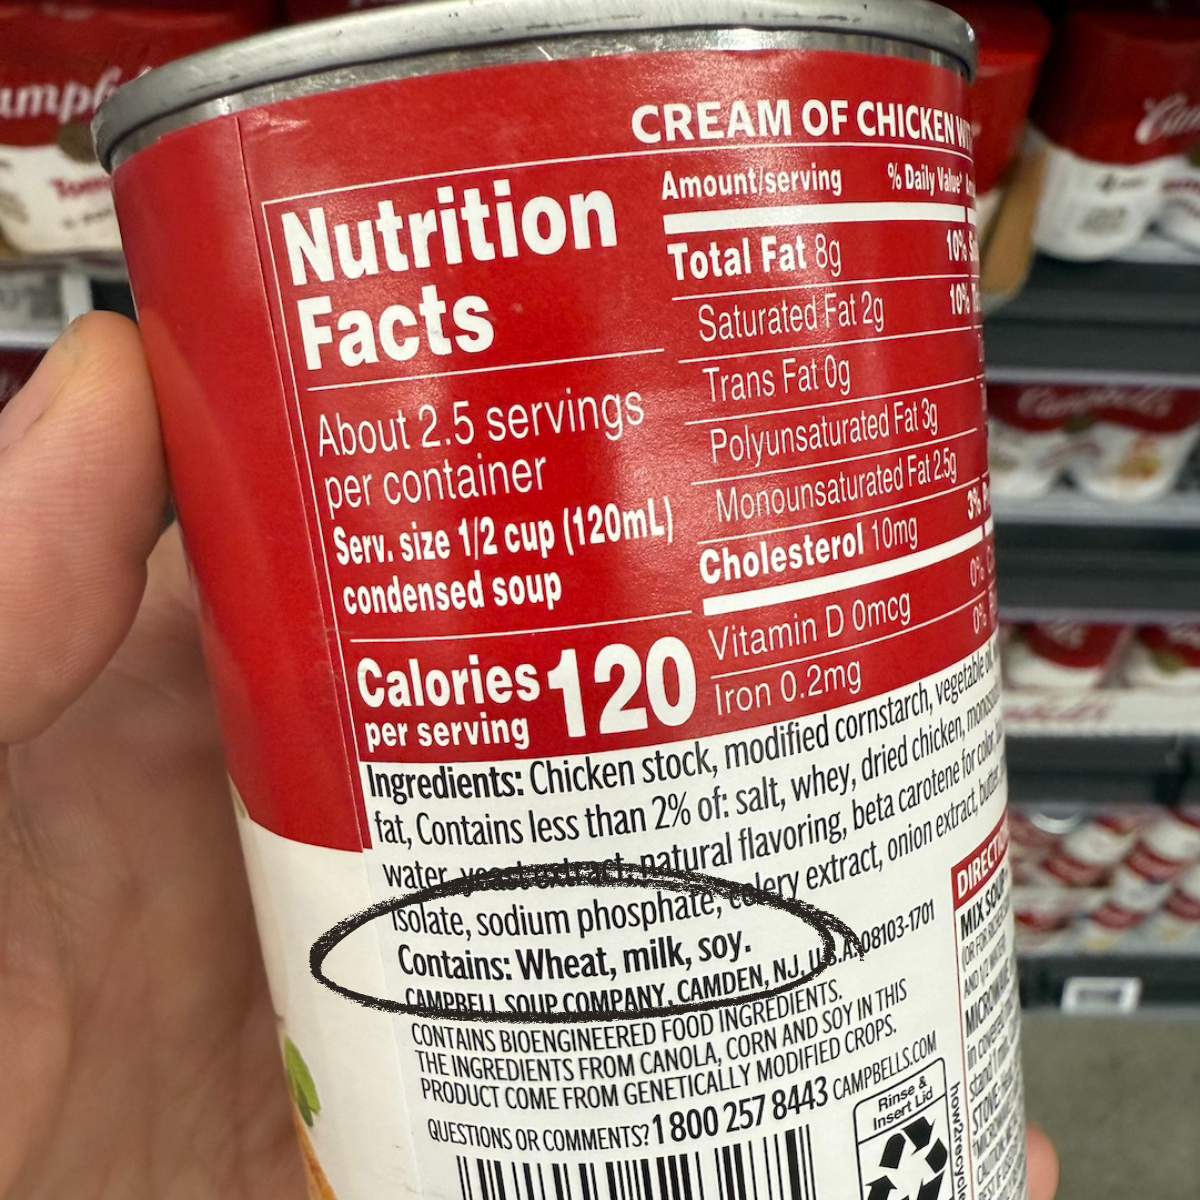 CREAM OF CHICKEN
Nutrition
Facts
About 2.5 servings
per container
Serv. size 1/2 cup (120mL)
condensed soup
Calories 120
per serving
Amount/serving % Daily Value*
Total Fat 8g 10%
Saturated Fat 2g 10%
Trans Fat 0g
Polyunsaturated Fat 3g
Monounsaturated Fat 2.5g
Cholesterol 10mg 3%
Vitamin D 0mcg 0%
Iron 0.2mg 0%
Ingredients: Chicken stock, modified cornstarch, vegetable oil,
fat, Contains less than 2% of: salt, whey, dried chicken,
water, yeast extract, natural flavoring, beta carotene for color,
isolate, sodium phosphate, celery extract, onion extract,
Contains: Wheat, milk, soy.
CAMPBELL SOUP COMPANY, CAMDEN, NJ, U.S.A. 08103-1701
CONTAINS BIOENGINEERED FOOD INGREDIENTS.
THE INGREDIENTS FROM CANOLA, CORN AND SOY IN THIS
PRODUCT COME FROM GENETICALLY MODIFIED CROPS.
QUESTIONS OR COMMENTS? 1 800 257 8443 CAMPBELLS.COM
Rinse &
Insert Lid
MIX SOUP